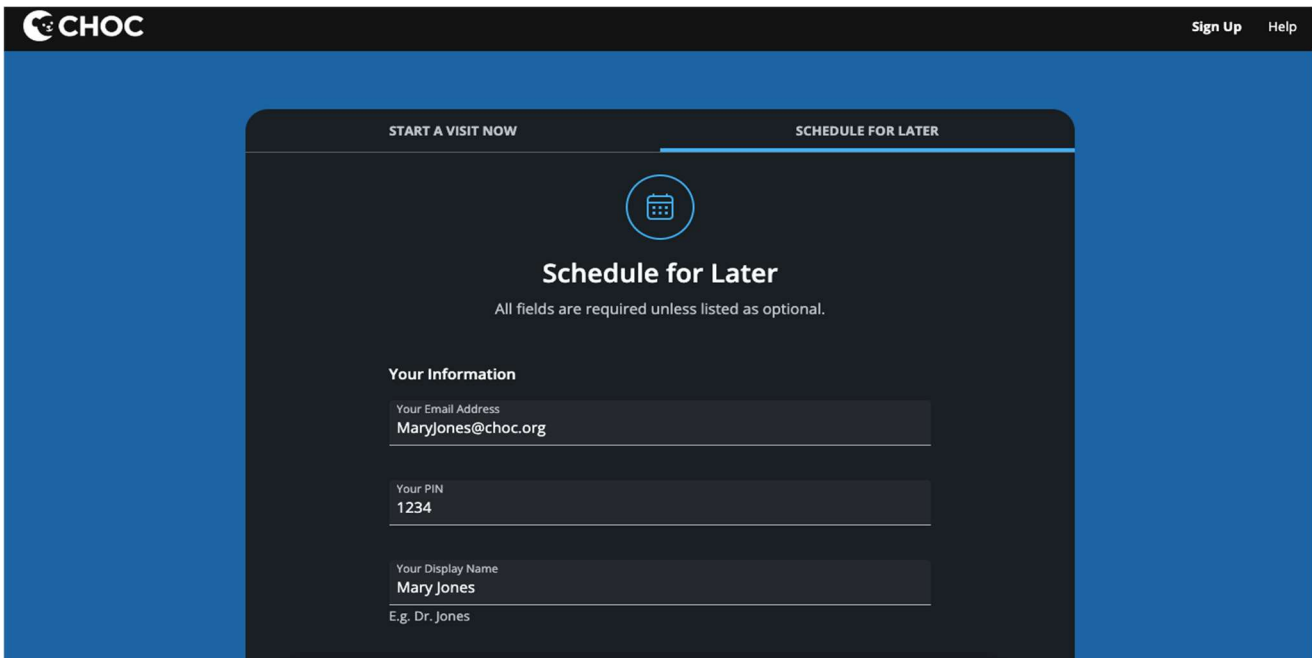 CHOC
Sign Up Help
START A VISIT NOW SCHEDULE FOR LATER
Schedule for Later
All fields are required unless listed as optional.
Your Information
Your Email Address
MaryJones@choc.org
Your PIN
1234
Your Display Name
Mary Jones
E.g. Dr. Jones